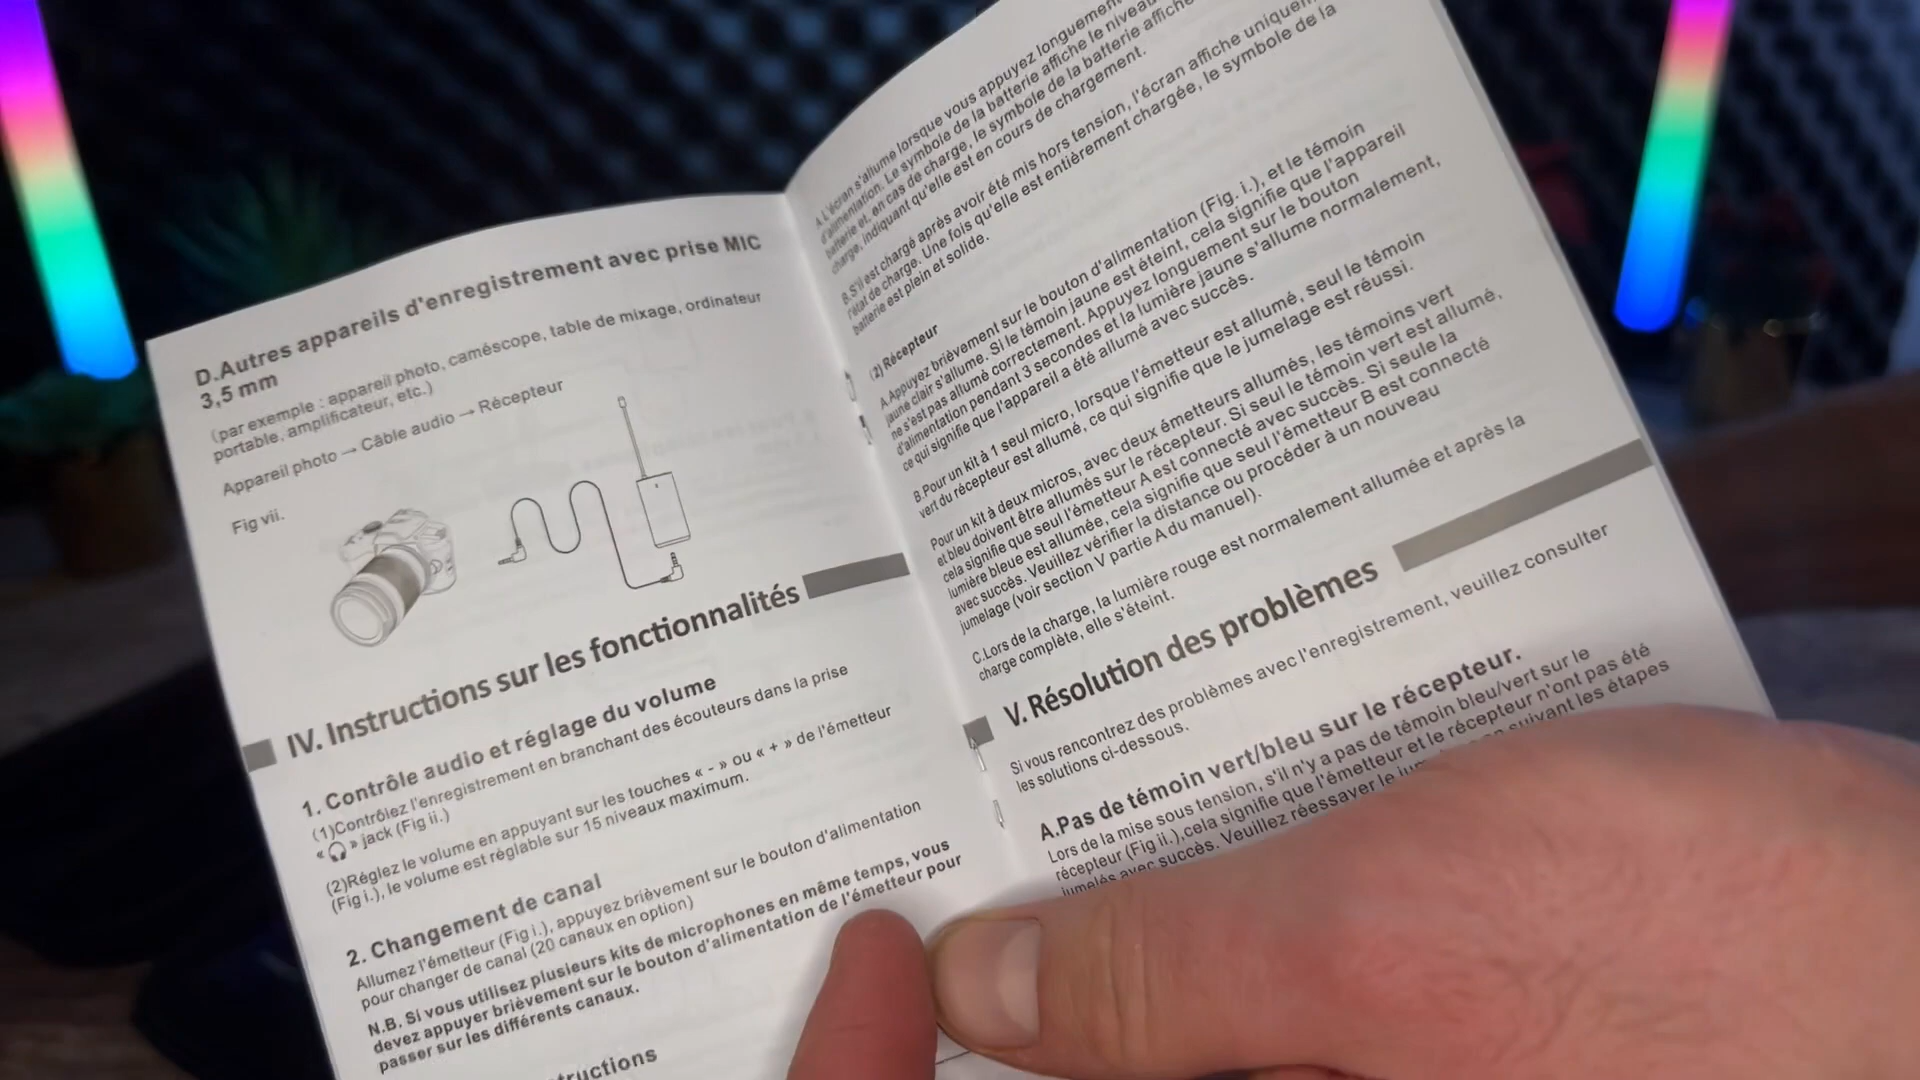 D.Autres appareils d'enregistrement avec prise MIC
3,5 mm
(par exemple : appareil photo, caméscope, table de mixage, ordinateur
portable, amplificateur, etc.)
Appareil photo → Câble audio → Récepteur
Fig vii.
IV. Instructions sur les fonctionnalités
1. Contrôle audio et réglage du volume
(1)Contrôlez l'enregistrement en branchant des écouteurs dans la prise
« 🎧 » jack (Fig ii.)
(2)Réglez le volume en appuyant sur les touches « - » ou « + » de l'émetteur
(Fig i.), le volume est réglable sur 15 niveaux maximum.
2. Changement de canal
Allumez l'émetteur (Fig i.), appuyez brièvement sur le bouton d'alimentation
pour changer de canal (20 canaux en option)
N.B. Si vous utilisez plusieurs kits de microphones en même temps, vous
devez appuyer brièvement sur le bouton d'alimentation de l'émetteur pour
passer sur les différents canaux.
A.L'écran s'allume lorsque vous appuyez longuement
d'alimentation. Le symbole de la batterie affiche le niveau
batterie et, en cas de charge, le symbole de la batterie affiche
charge, indiquant qu'elle est en cours de chargement.
B.S'il est chargé après avoir été mis hors tension, l'écran affiche
l'état de charge. Une fois qu'elle est entièrement chargée, le symbole de la
batterie est plein et solide.
(2) Récepteur
A.Appuyez brièvement sur le bouton d'alimentation (Fig. i.), et le témoin
jaune clair s'allume. Si le témoin jaune est éteint, cela signifie que l'appareil
ne s'est pas allumé correctement. Appuyez longuement sur le bouton
d'alimentation pendant 3 secondes et la lumière jaune s'allume normalement,
ce qui signifie que l'appareil a été allumé avec succès.
B.Pour un kit à 1 seul micro, lorsque l'émetteur est allumé, seul le témoin
vert du récepteur est allumé, ce qui signifie que le jumelage est réussi.
Pour un kit à deux micros, avec deux émetteurs allumés, les témoins vert
et bleu doivent être allumés sur le récepteur. Si seul le témoin vert est allumé,
cela signifie que seul l'émetteur A est connecté avec succès. Si seule la
lumière bleue est allumée, cela signifie que seul l'émetteur B est connecté
avec succès. Veuillez vérifier la distance ou procéder à un nouveau
jumelage (voir section V partie A du manuel).
C.Lors de la charge, la lumière rouge est normalement allumée et après la
charge complète, elle s'éteint.
V. Résolution des problèmes
Si vous rencontrez des problèmes avec l'enregistrement, veuillez consulter
les solutions ci-dessous.
A.Pas de témoin vert/bleu sur le récepteur.
Lors de la mise sous tension, s'il n'y a pas de témoin bleu/vert sur le
récepteur (Fig ii.),cela signifie que l'émetteur et le récepteur n'ont pas été
jumelés avec succès. Veuillez réessayer le suivant les étapes